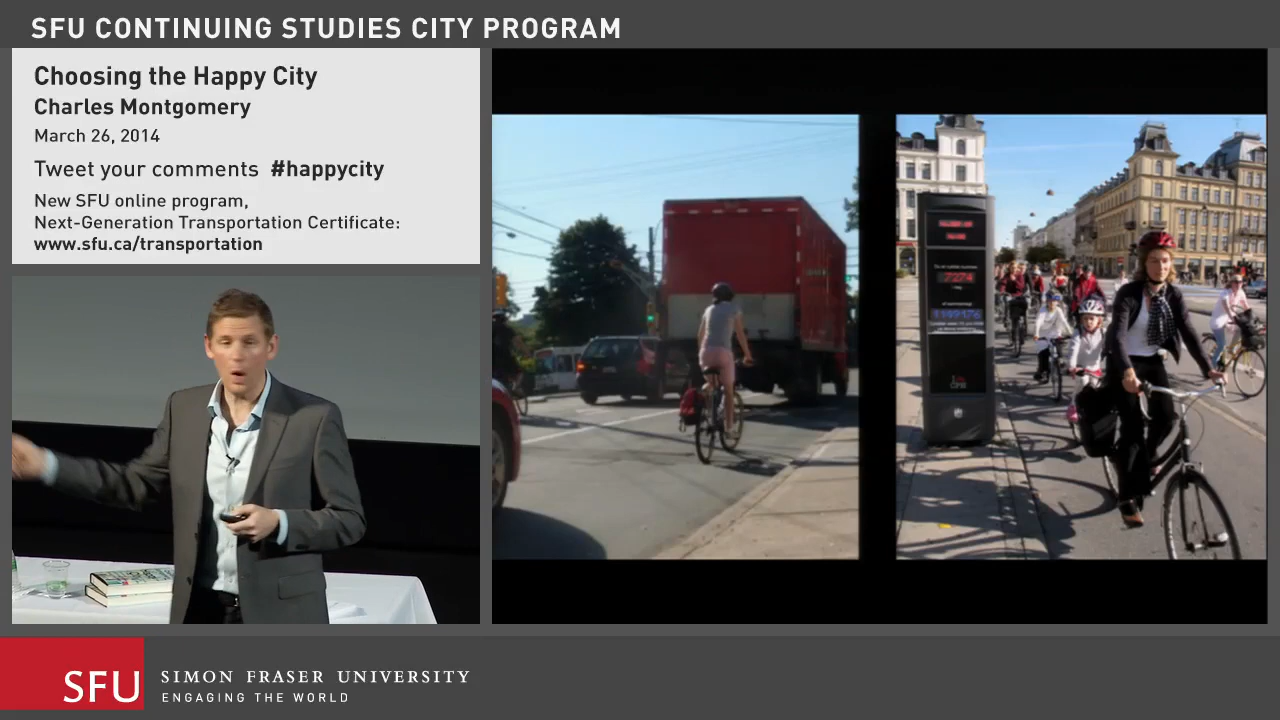 SFU CONTINUING STUDIES CITY PROGRAM
Choosing the Happy City
Charles Montgomery
March 26, 2014
Tweet your comments #happycity
New SFU online program,
Next-Generation Transportation Certificate:
www.sfu.ca/transportation
7274
SFU
SIMON FRASER UNIVERSITY
ENGAGING THE WORLD